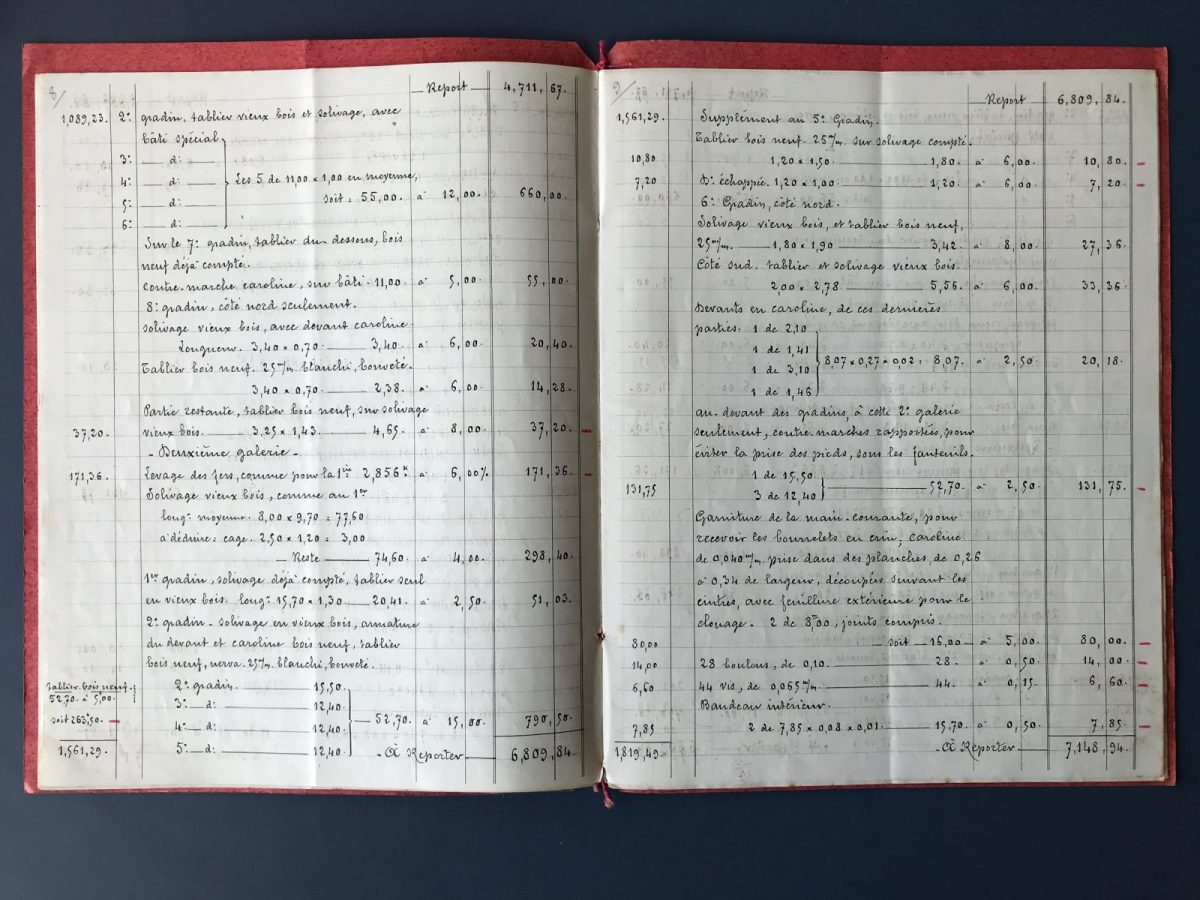 8/
Report 4,711, 67.
1,089,23. 2e gradin, tablier vieux bois et solivage, avec
bâti spécial
3e — d: —
4e — d: — Les 5 de 11,00 x 1,00 en moyenne,
5e — d: — soit: 55,00. à 12,00. 660,00.
6e — d: —
Sur le 7e gradin, tablier du dessous, bois
neuf déjà compté.
Contre-marche caroline, sur bâti 11,00 à 5,00. 55,00.
8e gradin, côté nord seulement.
Solivage vieux bois, avec devant caroline
Longueur. 3,40 x 0,70. — 3,40. à 6,00. 20,40.
Tablier bois neuf. 25m/m blanchi, bouveté.
3,40 x 0,70. — 2,38. à 6,00. 14,28.
Partie restante, tablier bois neuf, sur solivage
37,20. vieux bois. — 3,25 x 1,43. — 4,65. à 8,00. 37,20.
- Deuxième galerie -
171,36. Levage des fers, comme pour la 1ère 2,856k à 6,00% 171,36.
Solivage vieux bois, comme au 1er
longr moyenne. 8,00 x 9,70 = 77,60
à déduire: cage. 2,50 x 1,20 = 3,00
Reste — 74,60. à 4,00. 298,40.
1er gradin, solivage déjà compté, tablier seul
en vieux bois. longr 15,70 x 1,30. — 20,41. à 2,50. 51,03.
2e gradin - solivage en vieux bois, armature
du devant et caroline bois neuf, tablier
bois neuf, nerva. 25m/m. blanchi, bouveté.
tablier bois neuf: 2e gradin. — 15,50.
52,70. à 5,00 3e — d: — 12,40.
soit 263,50. 4e — d: — 12,40. 52,70. à 15,00. 790,50.
5e — d: — 12,40.
1,561,29. - À Reporter — 6,809,84.
Report 6,809,84.
1,561,29. Supplément au 5e Gradin.
Tablier bois neuf. 25m/m. sur solivage compté.
10,80 1,20 x 1,50. — 1,80. à 6,00. 10,80.
7,20 Do échappée. 1,20 x 1,00. — 1,20. à 6,00. 7,20.
6e Gradin, côté nord.
Solivage vieux bois, et tablier bois neuf,
25m/m. — 1,80 x 1,90 — 3,42. à 8,00. 27,36.
Côté sud. tablier et solivage vieux bois.
2,00 x 2,78. — 5,56. à 6,00. 33,36.
Devants en caroline, de ces dernières
parties. 1 de 2,10
1 de 1,41
1 de 3,10 8,07 x 0,27 x 0,02 = 8,07. à 2,50. 20,18.
1 de 1,46
au-devant des gradins, à cette 2e galerie
seulement, contre-marches rapportées, pour
éviter la prise des pieds, sous les fauteuils.
1 de 15,50
131,75 3 de 12,40 — 52,70. à 2,50. 131,75.
Garniture de la main-courante, pour
recevoir les bourrelets en crin; caroline
de 0,040m/m. prise dans des planches de 0,26
à 0,34 de largeur, découpées suivant les
cintres, avec feuillure extérieure pour le
clouage. 2 de 8m00, joints compris.
80,00 soit — 16,00 — à 5,00. 80,00.
14,00 28 boulons, de 0,10. — 28. à 0,50. 14,00.
6,60 44 vis, de 0,065m/m. — 44. à 0,15. 6,60.
Bandeau intérieur.
7,85 2 de 7,85 x 0,08 x 0,01. 15,70 à 0,50. 7,85.
1,819,49. - À Reporter — 7,148,94.